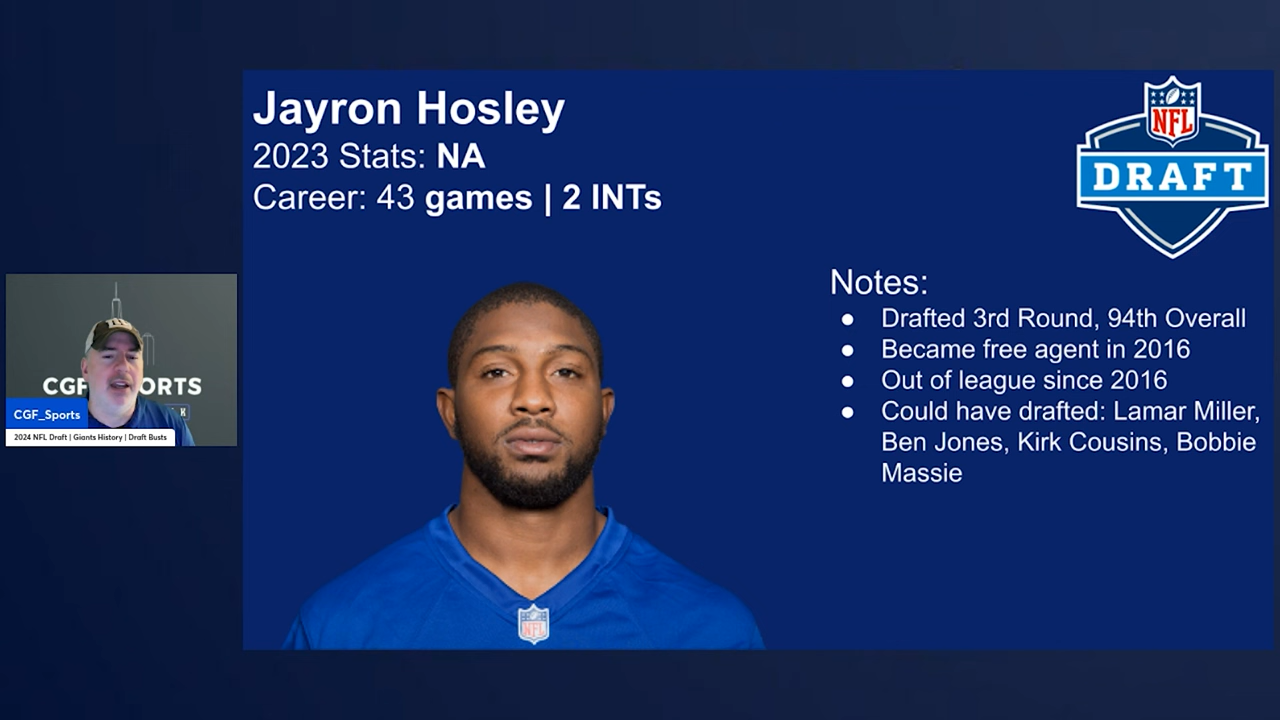 Jayron Hosley
2023 Stats: NA
Career: 43 games | 2 INTs
NFL
DRAFT
Notes:
● Drafted 3rd Round, 94th Overall
● Became free agent in 2016
● Out of league since 2016
● Could have drafted: Lamar Miller,
Ben Jones, Kirk Cousins, Bobbie
Massie
CGF_Sports
2024 NFL Draft | Giants History | Draft Busts
NFL